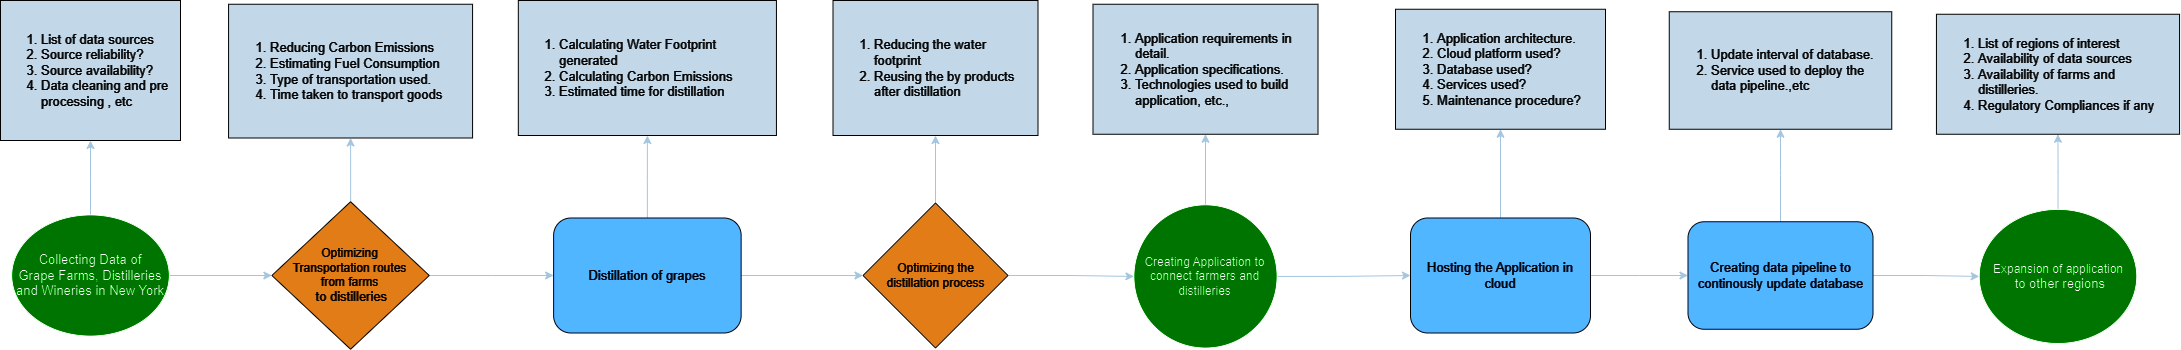 1. List of data sources
2. Source reliability?
3. Source availability?
4. Data cleaning and pre
processing , etc
1. Reducing Carbon Emissions
2. Estimating Fuel Consumption
3. Type of transportation used.
4. Time taken to transport goods
1. Calculating Water Footprint
generated
2. Calculating Carbon Emissions
3. Estimated time for distillation
1. Reducing the water
footprint
2. Reusing the by products
after distillation
1. Application requirements in
detail.
2. Application specifications.
3. Technologies used to build
application, etc.,
1. Application architecture.
2. Cloud platform used?
3. Database used?
4. Services used?
5. Maintenance procedure?
1. Update interval of database.
2. Service used to deploy the
data pipeline.,etc
1. List of regions of interest
2. Availability of data sources
3. Availability of farms and
distilleries.
4. Regulatory Compliances if any
Collecting Data of
Grape Farms, Distilleries
and Wineries in New York
Optimizing
Transportation routes
from farms
to distilleries
Distillation of grapes
Optimizing the
distillation process
Creating Application to
connect farmers and
distilleries
Hosting the Application in
cloud
Creating data pipeline to
continously update database
Expansion of application
to other regions